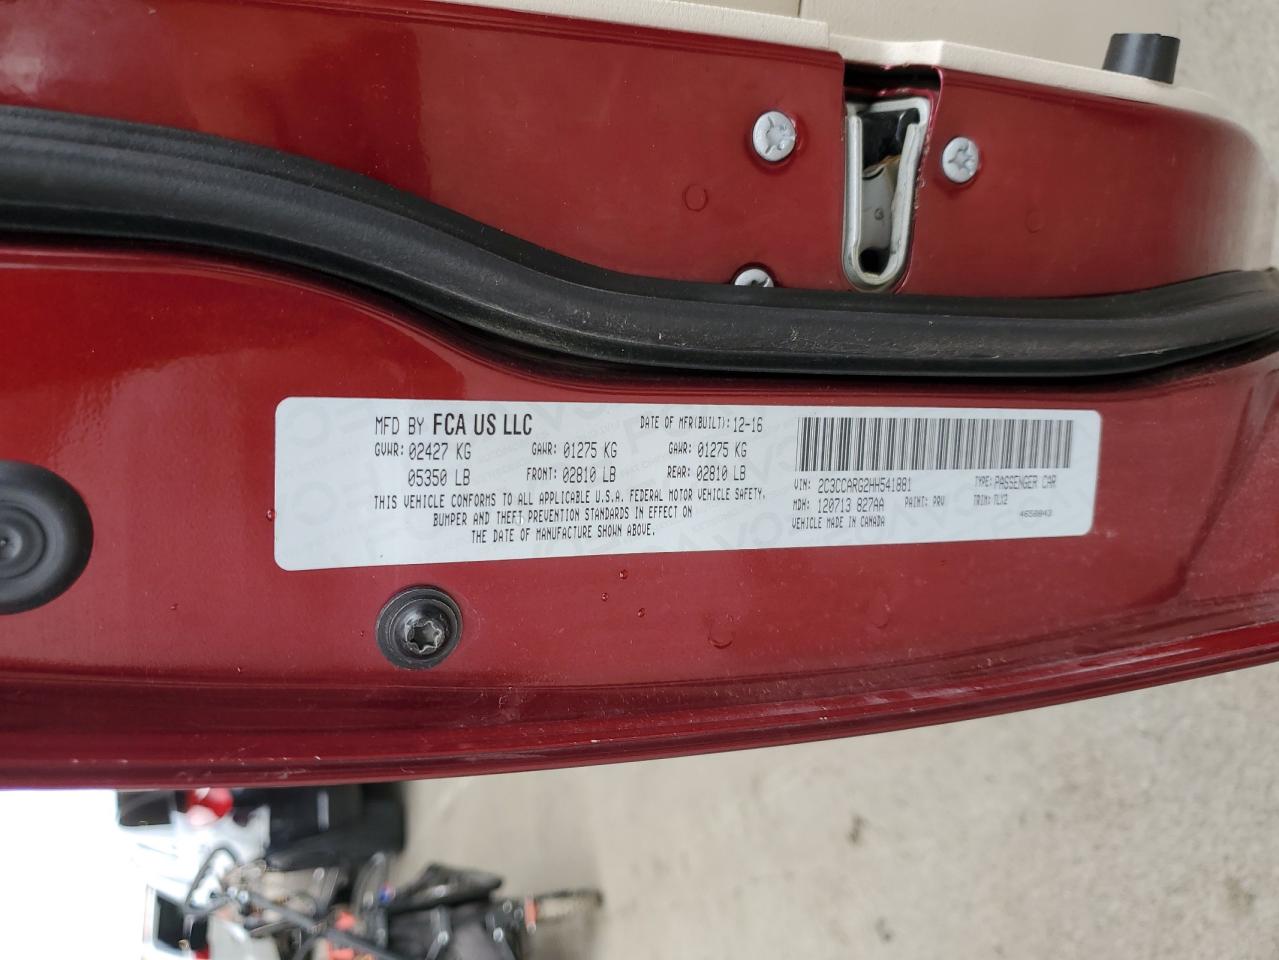 MFD BY FCA US LLC DATE OF MFR(BUILT): 12-16
GVWR: 02427 KG GAWR: 01275 KG GAWR: 01275 KG
05350 LB FRONT: 02810 LB REAR: 02810 LB
THIS VEHICLE CONFORMS TO ALL APPLICABLE U.S.A. FEDERAL MOTOR VEHICLE SAFETY,
BUMPER AND THEFT PREVENTION STANDARDS IN EFFECT ON
THE DATE OF MANUFACTURE SHOWN ABOVE.
VIN: 2C3CCARG2HH541881 TYPE: PASSENGER CAR
MDH: 120713 827AA PAINT: PRV TRIM: TLX2
VEHICLE MADE IN CANADA 4658843